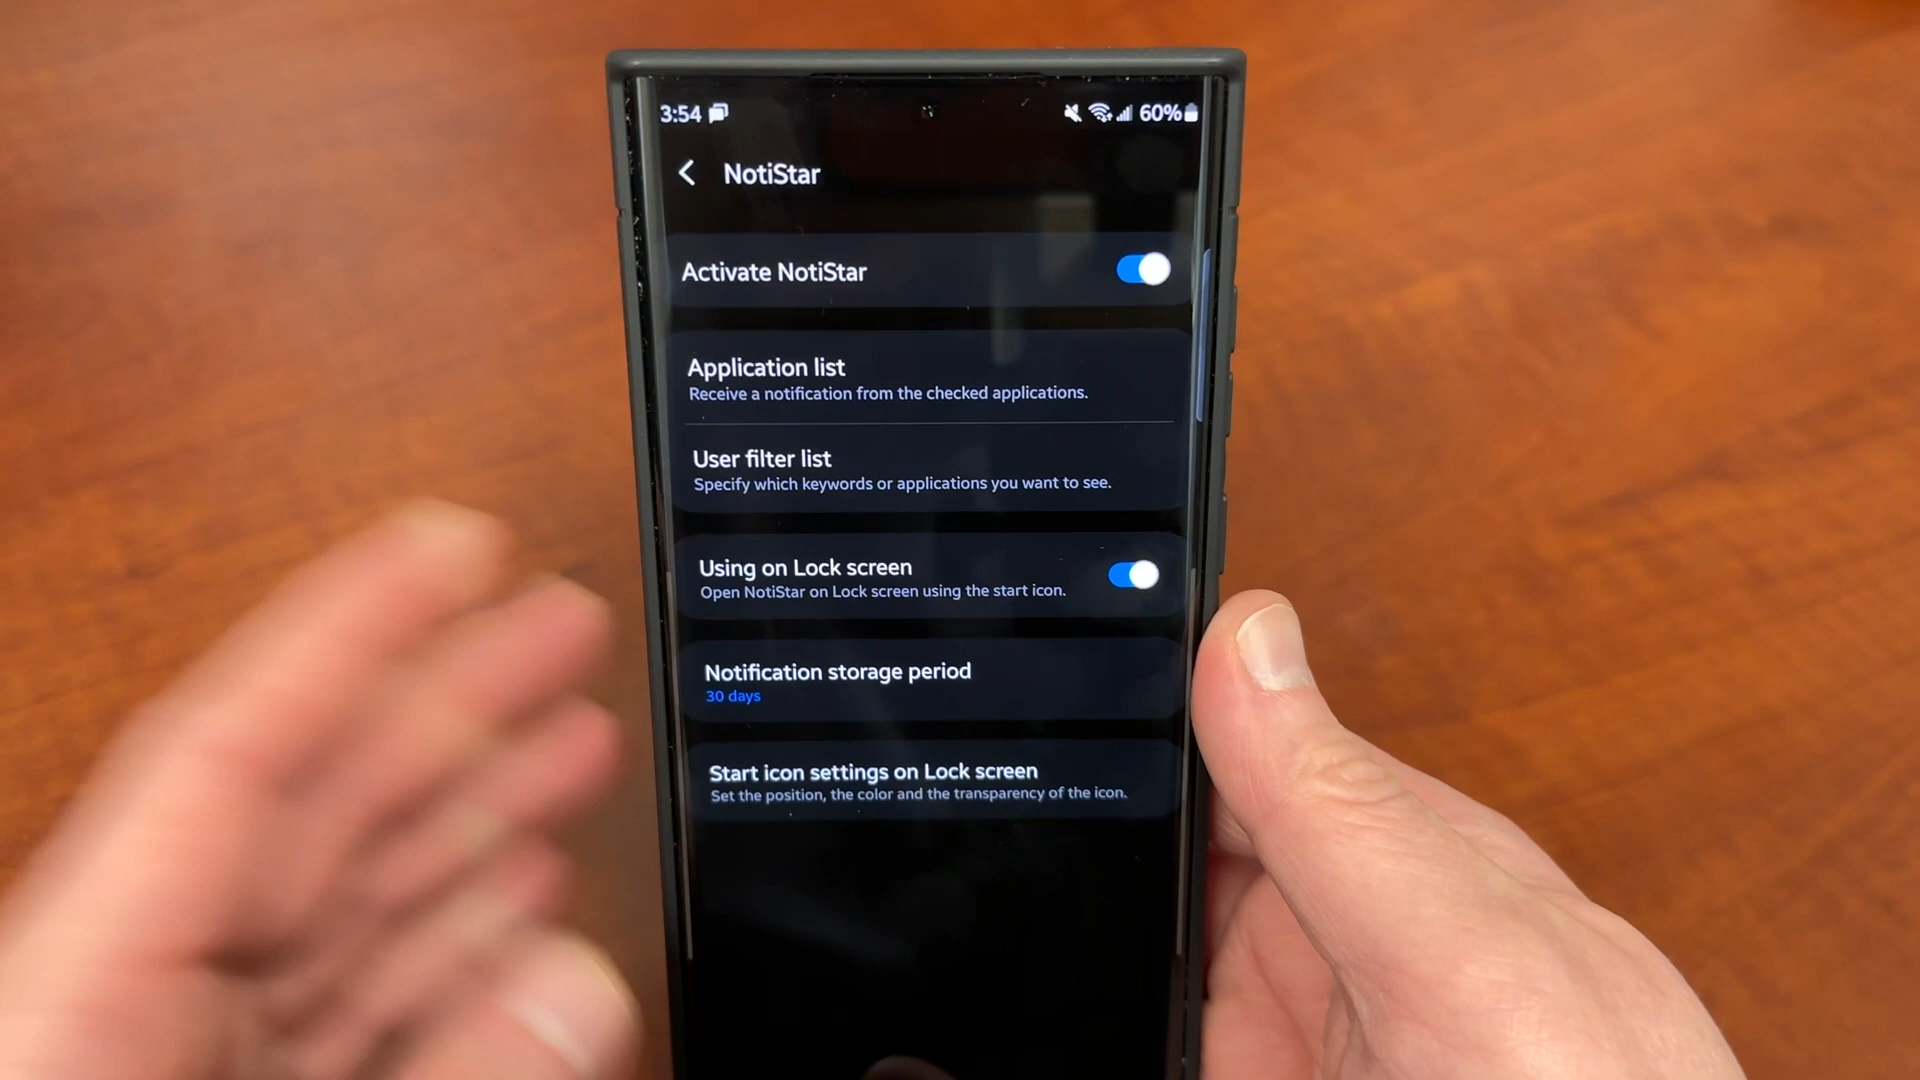 3:54 60%
NotiStar
Activate NotiStar
Application list
Receive a notification from the checked applications.
User filter list
Specify which keywords or applications you want to see.
Using on Lock screen
Open NotiStar on Lock screen using the start icon.
Notification storage period
30 days
Start icon settings on Lock screen
Set the position, the color and the transparency of the icon.